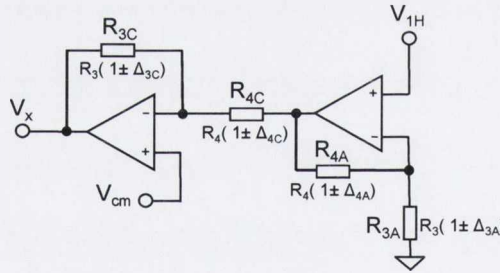 V1H
R3C
R3( 1± Δ3C)
R4C
Vx
R4( 1± Δ4C)
R4A
Vcm
R4( 1± Δ4A)
R3A R3( 1± Δ3A)
+
-
-
+